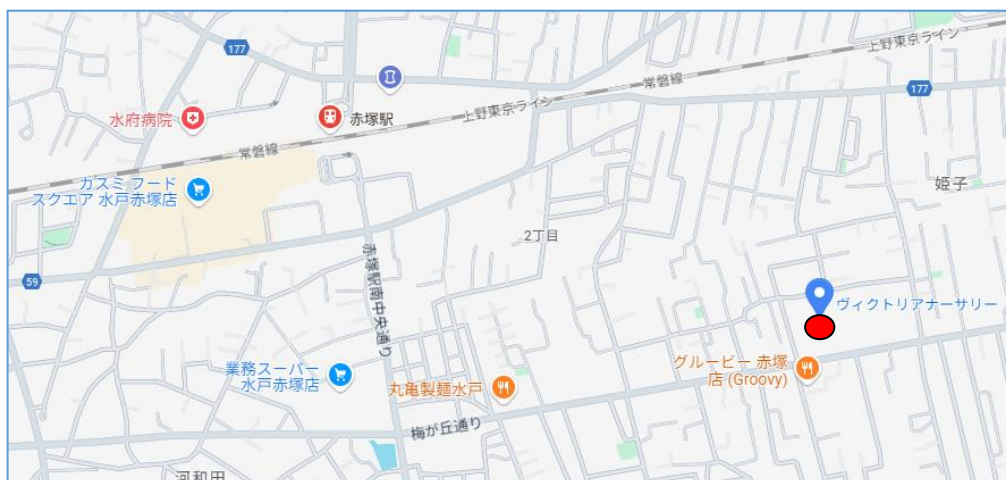 上野東京ライン
177
常磐線
177
上野東京ライン
水府病院
赤塚駅
常磐線
カスミ フード
スクエア 水戸赤塚店
姫子
2丁目
赤塚駅南中央通り
59
ヴィクトリアナーサリー
業務スーパー
水戸赤塚店
丸亀製麺水戸
グルービー 赤塚
店 (Groovy)
梅が丘通り
河和田